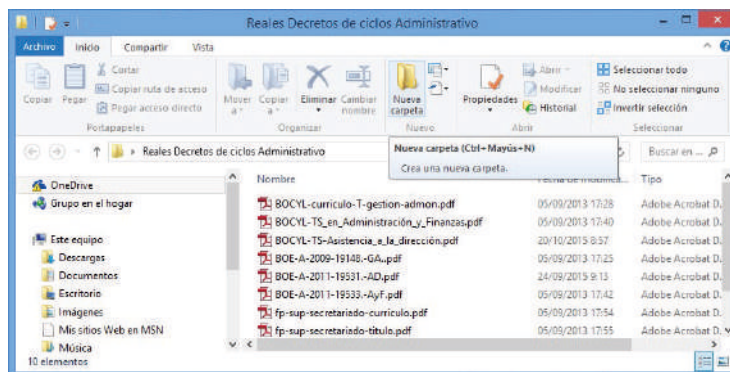 Reales Decretos de ciclos Administrativo
Archivo Inicio Compartir Vista
Copiar Pegar
Cortar
Copiar ruta de acceso
Pegar acceso directo
Portapapeles
Mover a Copiar a Eliminar Cambiar nombre
Organizar
Nueva carpeta
Nuevo
Propiedades
Abrir
Modificar
Historial
Abrir
Seleccionar todo
No seleccionar ninguno
Invertir selección
Seleccionar
Reales Decretos de ciclos Administrativo
Buscar en ...
Nueva carpeta (Ctrl+Mayús+N)
Crea una nueva carpeta.
OneDrive
Grupo en el hogar
Este equipo
Descargas
Documentos
Escritorio
Imágenes
Mis sitios Web en MSN
Música
Nombre Fecha de modifica... Tipo
BOCYL-curriculo-T-gestion-admon.pdf 05/09/2013 17:28 Adobe Acrobat D.
BOCYL-TS_en_Administración_y_Finanzas.pdf 05/09/2013 17:40 Adobe Acrobat D.
BOCYL-TS-Asistencia_a_la_dirección.pdf 20/10/2015 8:57 Adobe Acrobat D.
BOE-A-2009-19148.-GA..pdf 05/09/2013 17:25 Adobe Acrobat D.
BOE-A-2011-19531.-AD.pdf 24/09/2015 9:13 Adobe Acrobat D.
BOE-A-2011-19533.-AyF.pdf 05/09/2013 17:42 Adobe Acrobat D.
fp-sup-secretariado-curriculo.pdf 05/09/2013 17:54 Adobe Acrobat D.
fp-sup-secretariado-titulo.pdf 05/09/2013 17:55 Adobe Acrobat D.
10 elementos